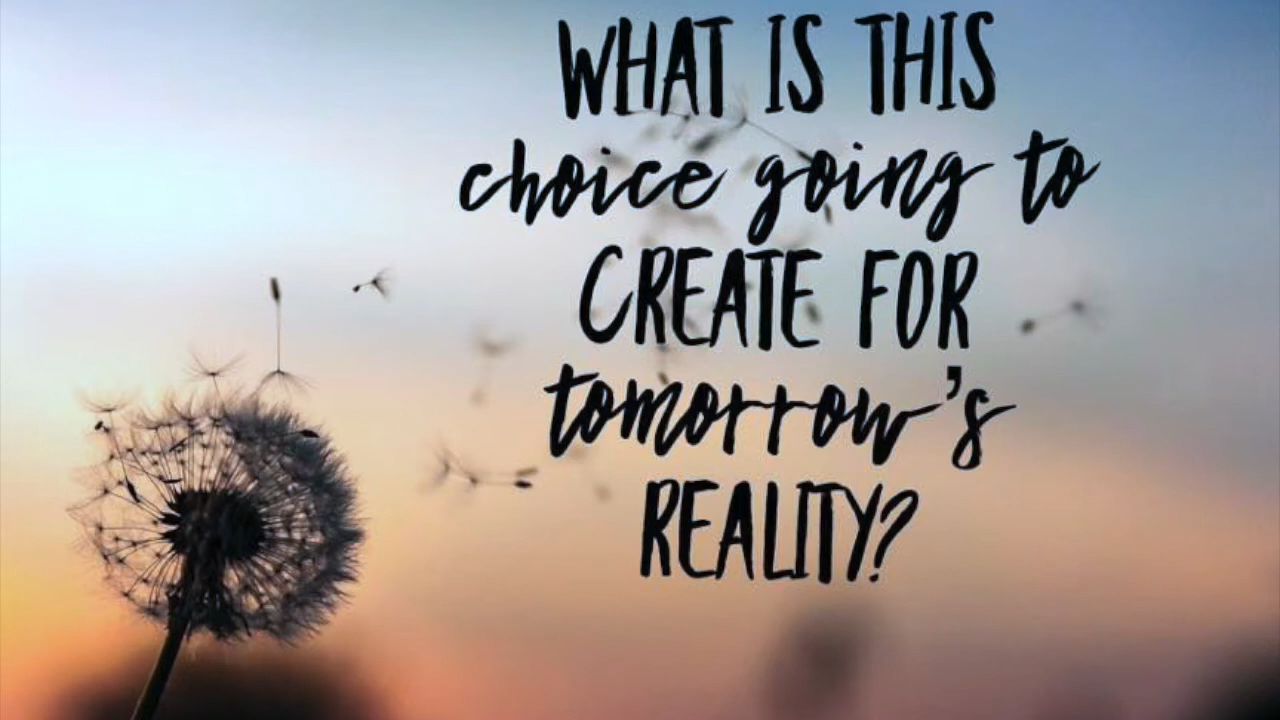 WHAT IS THIS
choice going to
CREATE FOR
tomorrow's
REALITY?